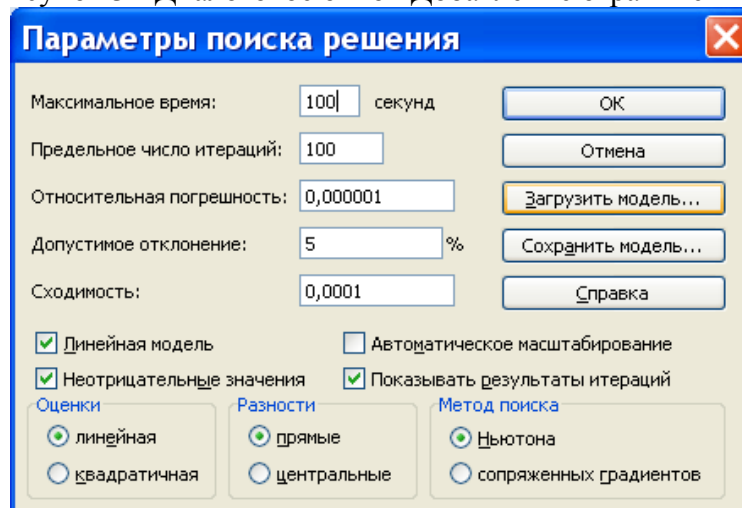 Параметры поиска решения
Максимальное время: 100 секунд ОК
Предельное число итераций: 100 Отмена
Относительная погрешность: 0,000001 Загрузить модель...
Допустимое отклонение: 5 % Сохранить модель...
Сходимость: 0,0001 Справка
Линейная модель Автоматическое масштабирование
Неотрицательные значения Показывать результаты итераций
Оценки Разности Метод поиска
линейная прямые Ньютона
квадратичная центральные сопряженных градиентов